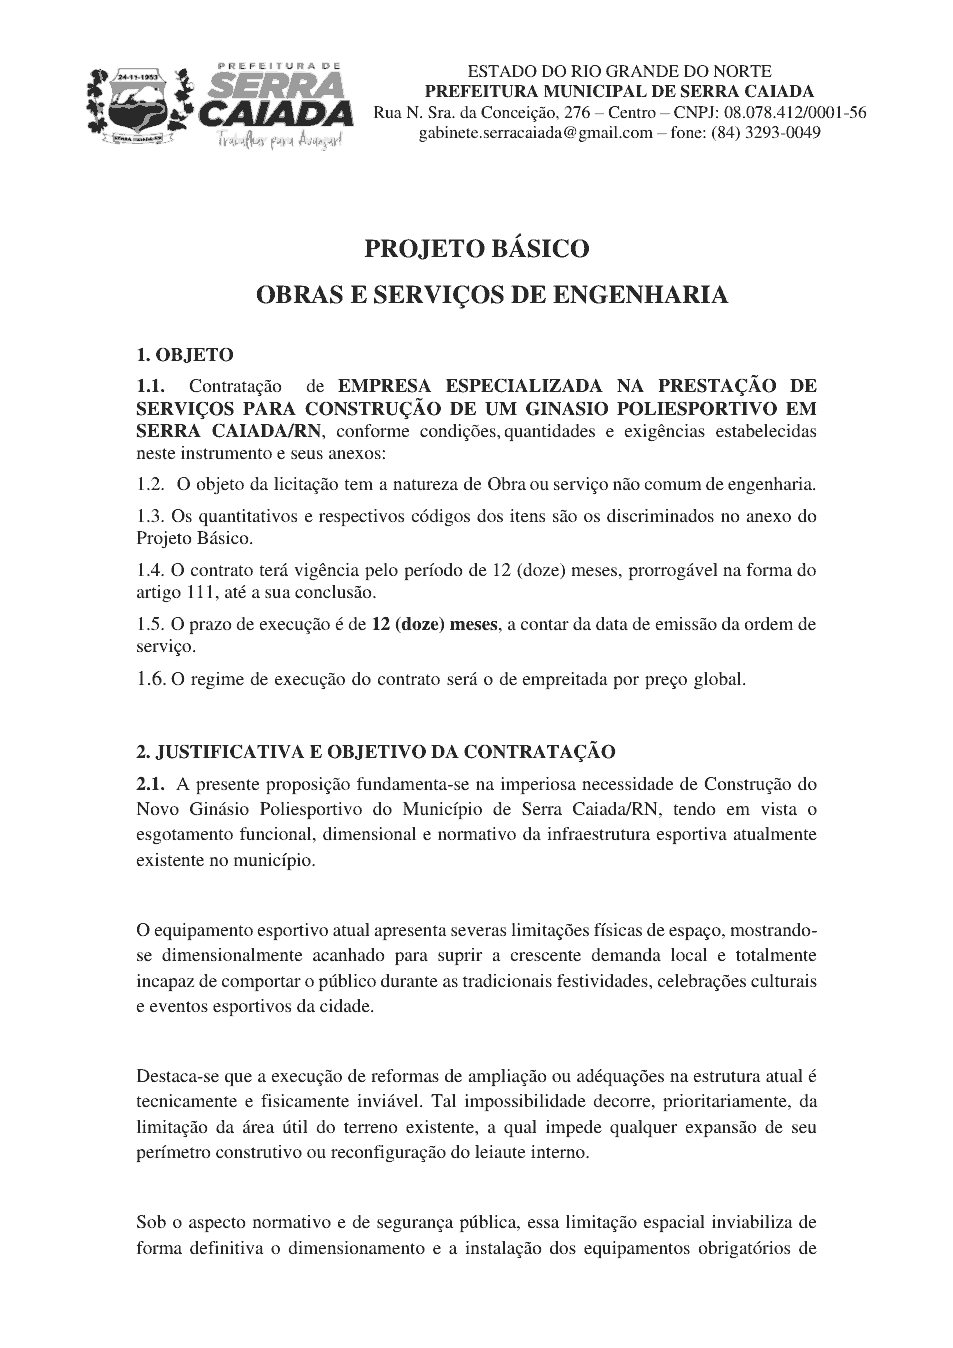 24-11-1953
SERRA CAIADA-RN
PREFEITURA DE
SERRA
CAIADA
Trabalhar para Avançar!
ESTADO DO RIO GRANDE DO NORTE
PREFEITURA MUNICIPAL DE SERRA CAIADA
Rua N. Sra. da Conceição, 276 – Centro – CNPJ: 08.078.412/0001-56
gabinete.serracaiada@gmail.com – fone: (84) 3293-0049
PROJETO BÁSICO
OBRAS E SERVIÇOS DE ENGENHARIA
1. OBJETO
1.1. Contratação de EMPRESA ESPECIALIZADA NA PRESTAÇÃO DE
SERVIÇOS PARA CONSTRUÇÃO DE UM GINASIO POLIESPORTIVO EM
SERRA CAIADA/RN, conforme condições, quantidades e exigências estabelecidas
neste instrumento e seus anexos:
1.2. O objeto da licitação tem a natureza de Obra ou serviço não comum de engenharia.
1.3. Os quantitativos e respectivos códigos dos itens são os discriminados no anexo do
Projeto Básico.
1.4. O contrato terá vigência pelo período de 12 (doze) meses, prorrogável na forma do
artigo 111, até a sua conclusão.
1.5. O prazo de execução é de 12 (doze) meses, a contar da data de emissão da ordem de
serviço.
1.6. O regime de execução do contrato será o de empreitada por preço global.
2. JUSTIFICATIVA E OBJETIVO DA CONTRATAÇÃO
2.1. A presente proposição fundamenta-se na imperiosa necessidade de Construção do
Novo Ginásio Poliesportivo do Município de Serra Caiada/RN, tendo em vista o
esgotamento funcional, dimensional e normativo da infraestrutura esportiva atualmente
existente no município.
O equipamento esportivo atual apresenta severas limitações físicas de espaço, mostrando-
se dimensionalmente acanhado para suprir a crescente demanda local e totalmente
incapaz de comportar o público durante as tradicionais festividades, celebrações culturais
e eventos esportivos da cidade.
Destaca-se que a execução de reformas de ampliação ou adéquações na estrutura atual é
tecnicamente e fisicamente inviável. Tal impossibilidade decorre, prioritariamente, da
limitação da área útil do terreno existente, a qual impede qualquer expansão de seu
perímetro construtivo ou reconfiguração do leiaute interno.
Sob o aspecto normativo e de segurança pública, essa limitação espacial inviabiliza de
forma definitiva o dimensionamento e a instalação dos equipamentos obrigatórios de